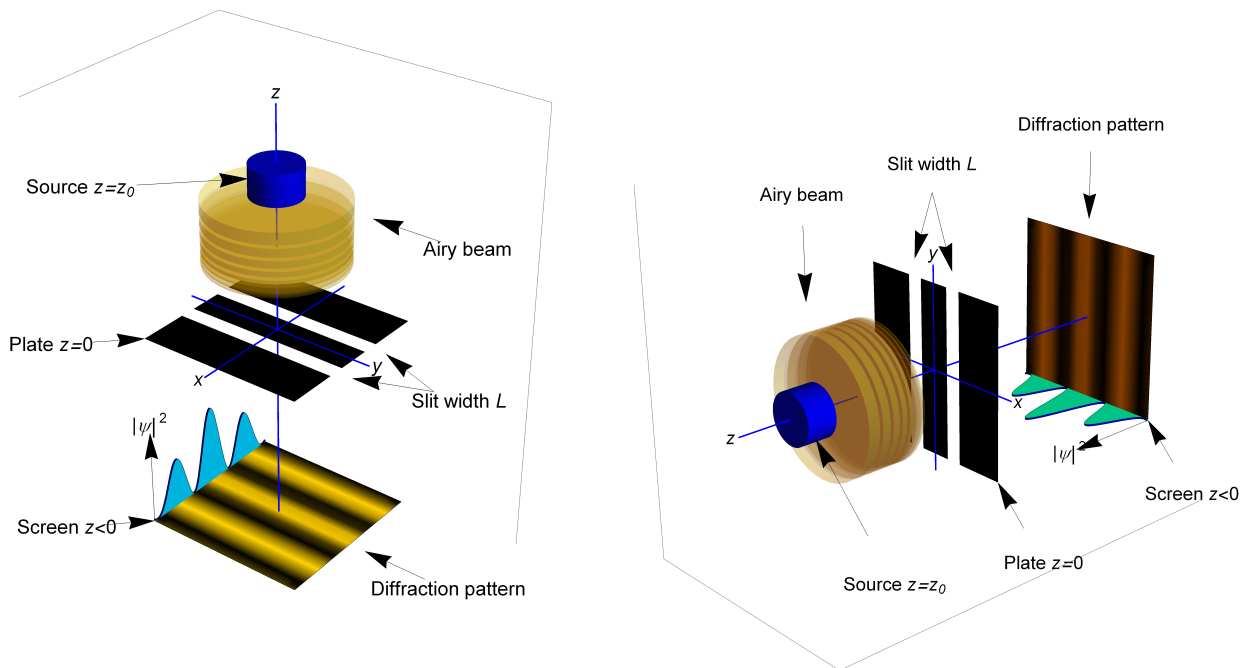 z
Source z=z₀
Airy beam
Plate z=0
x
y
Slit width L
|ψ|²
Screen z<0
Diffraction pattern
Diffraction pattern
Slit width L
Airy beam
y
z
x
|ψ|²
Screen z<0
Plate z=0
Source z=z₀